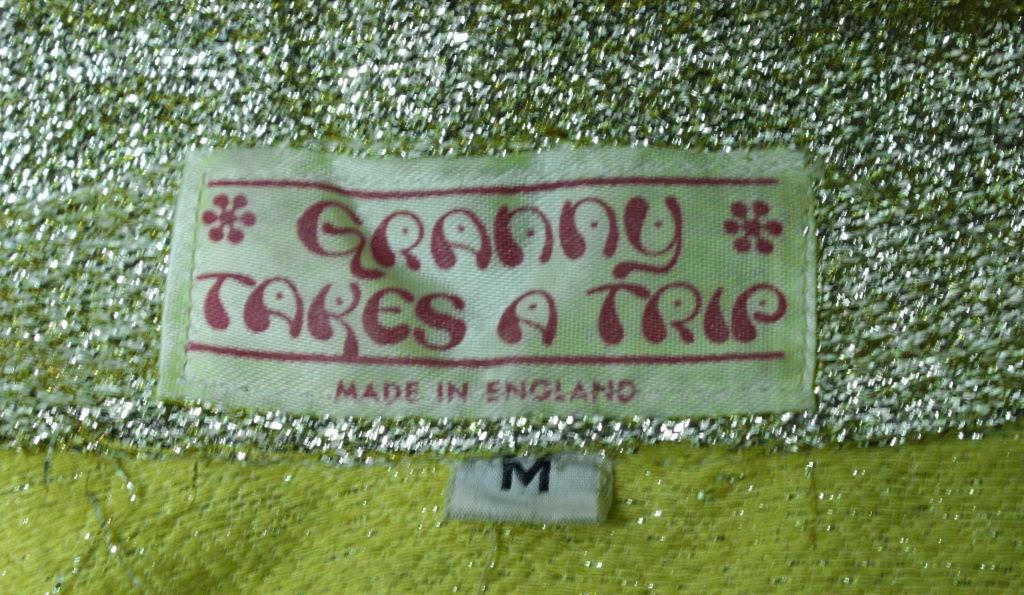 GRANNY
TAKES A TRIP
MADE IN ENGLAND
M